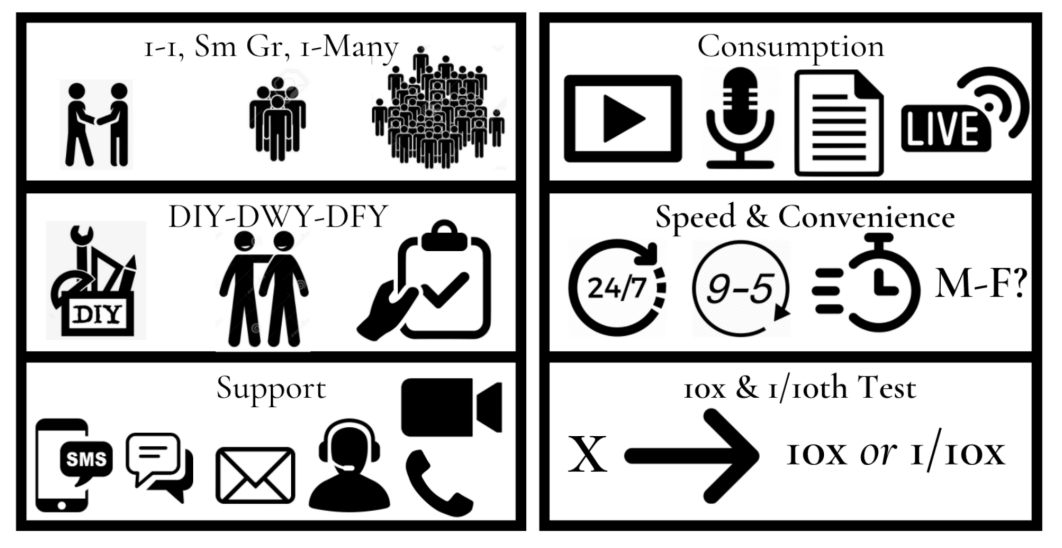 1-1, Sm Gr, 1-Many
DIY-DWY-DFY
DIY
Support
SMS
Consumption
LIVE
Speed & Convenience
24/7
9-5
M-F?
10x & 1/10th Test
X
10x or 1/10x